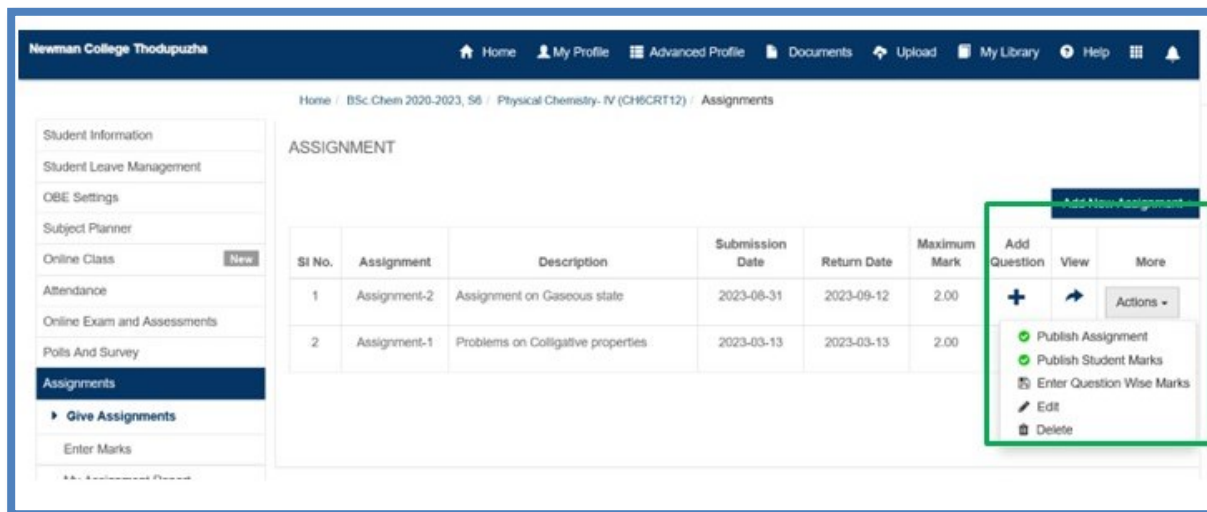 Newman College Thodupuzha
Home My Profile Advanced Profile Documents Upload My Library Help
Home / BSc Chem 2020-2023, S6 / Physical Chemistry- IV (CH6CRT12) / Assignments
Student Information
Student Leave Management
OBE Settings
Subject Planner
Online Class New
Attendance
Online Exam and Assessments
Polls And Survey
Assignments
Give Assignments
Enter Marks
My Assignment Report
ASSIGNMENT
Add New Assignment
Sl No. Assignment Description Submission Date Return Date Maximum Mark Add Question View More
1 Assignment-2 Assignment on Gaseous state 2023-08-31 2023-09-12 2.00 Actions
2 Assignment-1 Problems on Colligative properties 2023-03-13 2023-03-13 2.00
Publish Assignment
Publish Student Marks
Enter Question Wise Marks
Edit
Delete